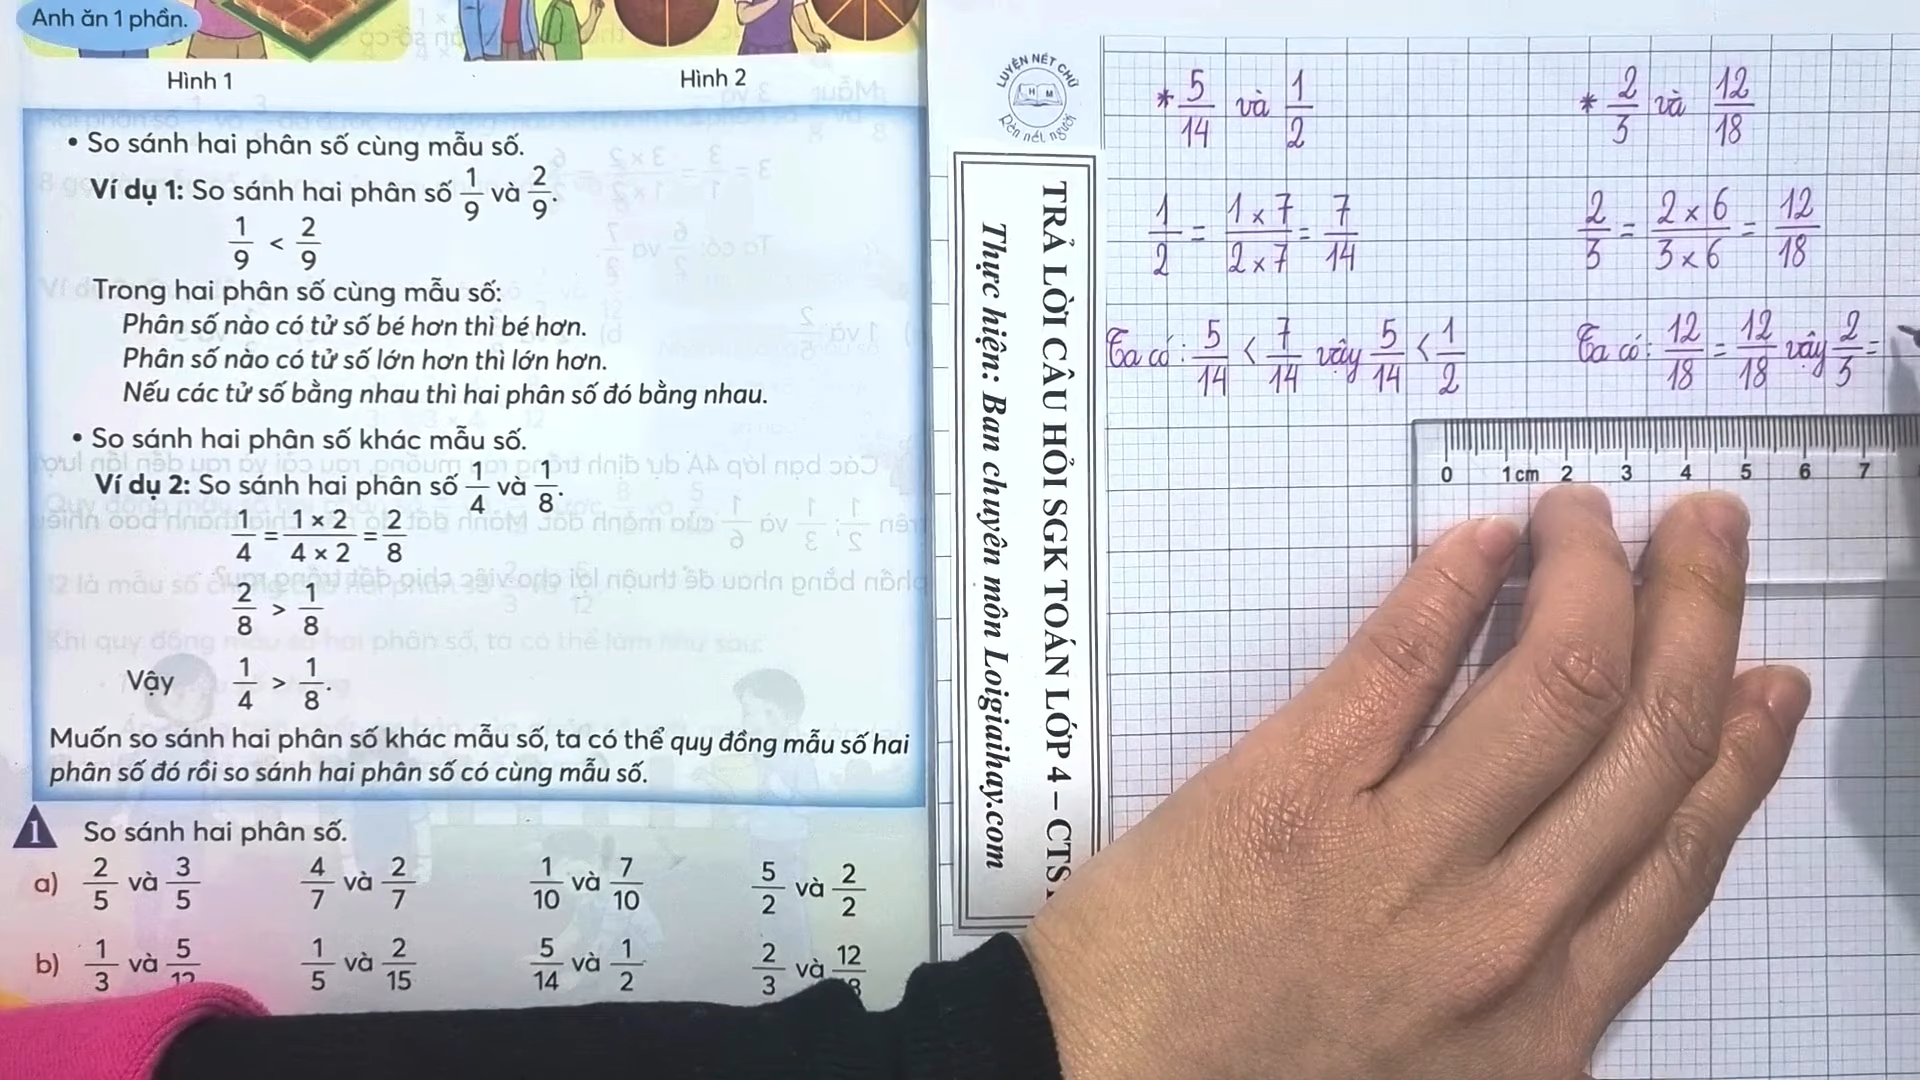 Anh ăn 1 phần.
Hình 1
Hình 2
• So sánh hai phân số cùng mẫu số.
Ví dụ 1: So sánh hai phân số 1/9 và 2/9.
1/9 < 2/9
Trong hai phân số cùng mẫu số:
Phân số nào có tử số bé hơn thì bé hơn.
Phân số nào có tử số lớn hơn thì lớn hơn.
Nếu các tử số bằng nhau thì hai phân số đó bằng nhau.
• So sánh hai phân số khác mẫu số.
Ví dụ 2: So sánh hai phân số 1/4 và 1/8.
1/4 = 1 × 2/4 × 2 = 2/8
2/8 > 1/8
Vậy 1/4 > 1/8.
Muốn so sánh hai phân số khác mẫu số, ta có thể quy đồng mẫu số hai
phân số đó rồi so sánh hai phân số có cùng mẫu số.
1 So sánh hai phân số.
a) 2/5 và 3/5 4/7 và 2/7 1/10 và 7/10 5/2 và 2/2
b) 1/3 và 5/12 1/5 và 2/15 5/14 và 1/2 2/3 và 12/18
LUYỆN NÉT CHỮ
H M
Rèn nết người
TRẢ LỜI CÂU HỎI SGK TOÁN LỚP 4 – CTS
Thực hiện: Ban chuyên môn Loigiaihay.com
* 5/14 và 1/2
1/2 = 1 × 7/2 × 7 = 7/14
Ta có: 5/14 < 7/14 vậy 5/14 < 1/2
* 2/3 và 12/18
2/3 = 2 × 6/3 × 6 = 12/18
Ta có: 12/18 = 12/18 vậy 2/3 =
0 1 cm 2 3 4 5 6 7